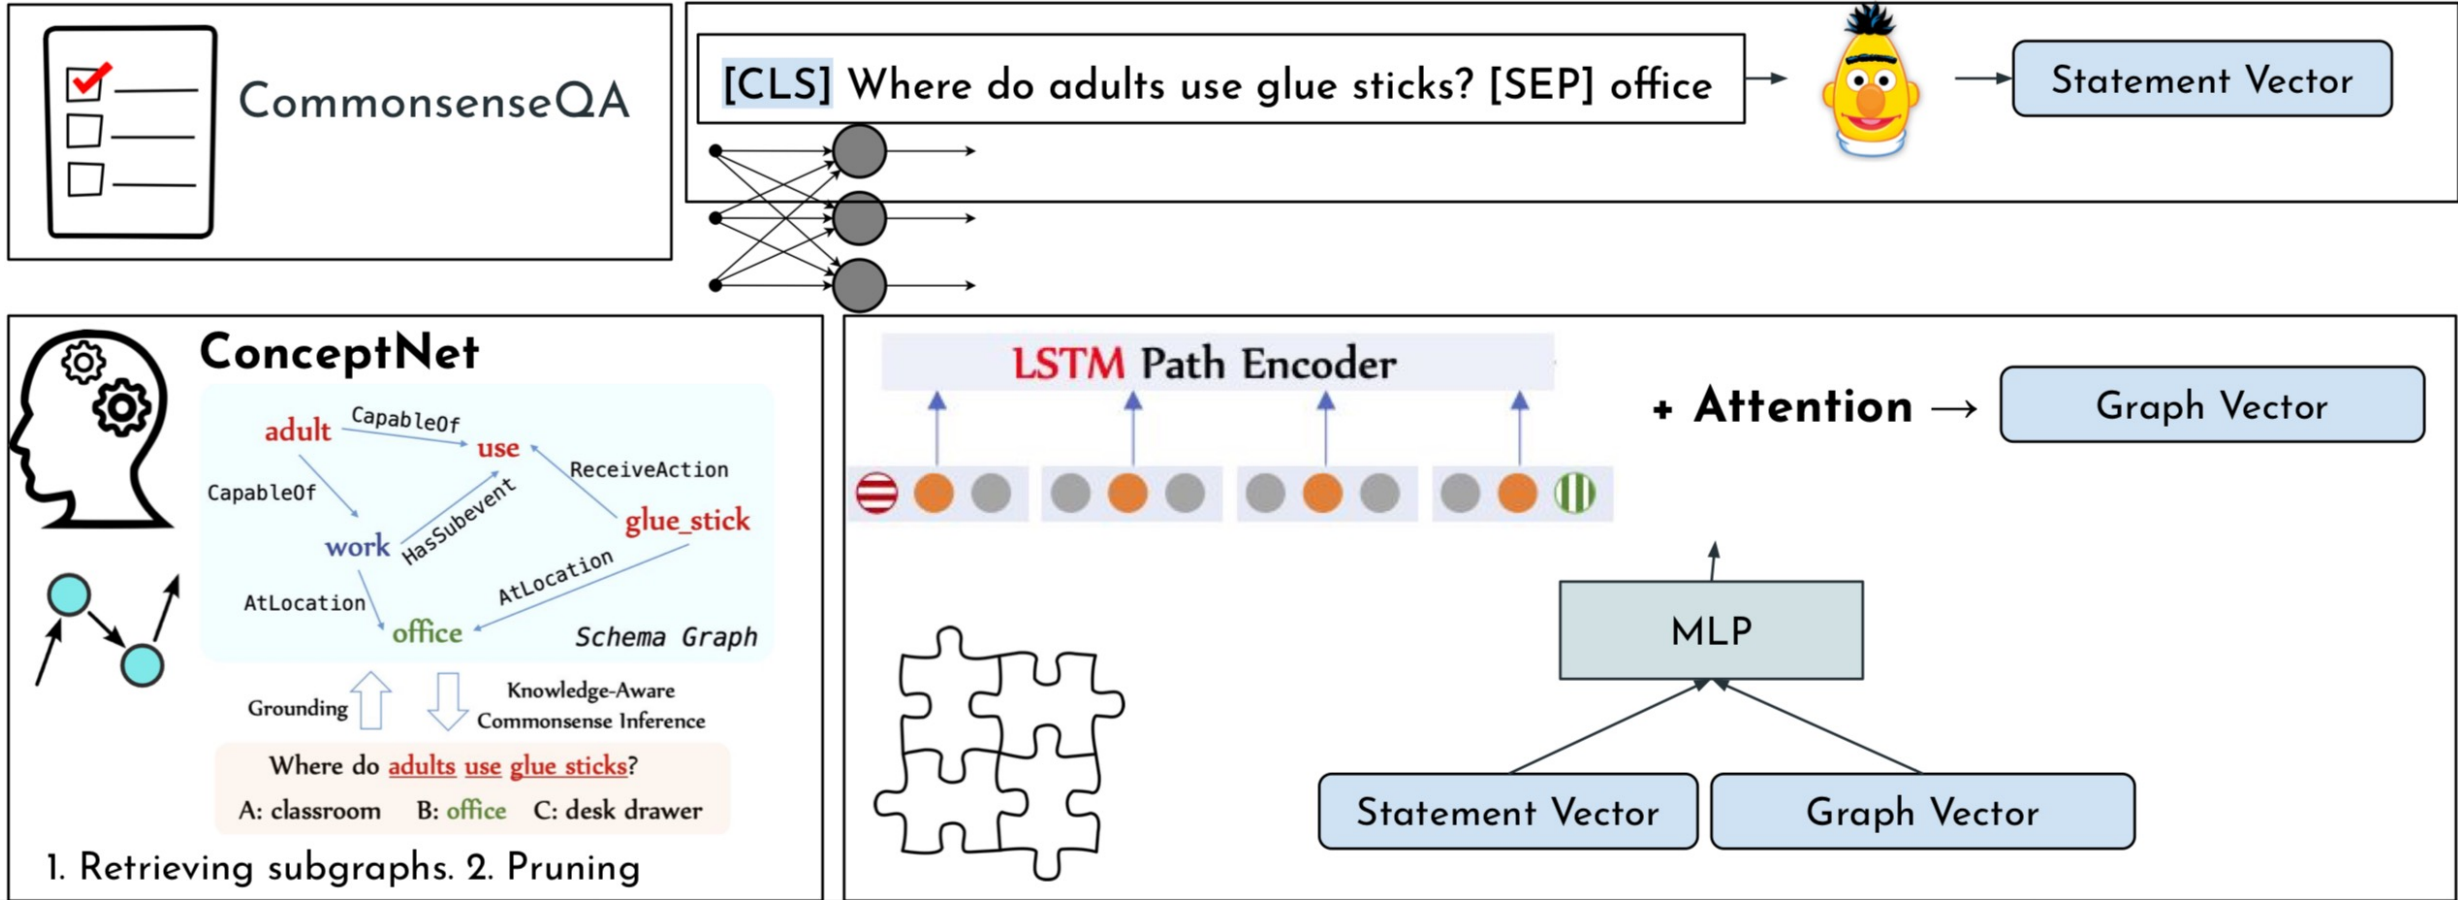 CommonsenseQA
[CLS] Where do adults use glue sticks? [SEP] office
Statement Vector
ConceptNet
adult
CapableOf
use
ReceiveAction
CapableOf
HasSubevent
glue_stick
work
AtLocation
AtLocation
office
Schema Graph
Grounding
Knowledge-Aware
Commonsense Inference
Where do adults use glue sticks?
A: classroom B: office C: desk drawer
1. Retrieving subgraphs. 2. Pruning
LSTM Path Encoder
+ Attention → Graph Vector
MLP
Statement Vector
Graph Vector